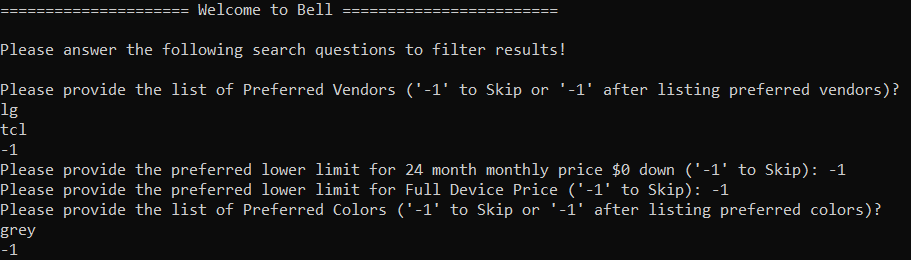 ===================== Welcome to Bell ========================
Please answer the following search questions to filter results!
Please provide the list of Preferred Vendors ('-1' to Skip or '-1' after listing preferred vendors)?
lg
tcl
-1
Please provide the preferred lower limit for 24 month monthly price $0 down ('-1' to Skip): -1
Please provide the preferred lower limit for Full Device Price ('-1' to Skip): -1
Please provide the list of Preferred Colors ('-1' to Skip or '-1' after listing preferred colors)?
grey
-1